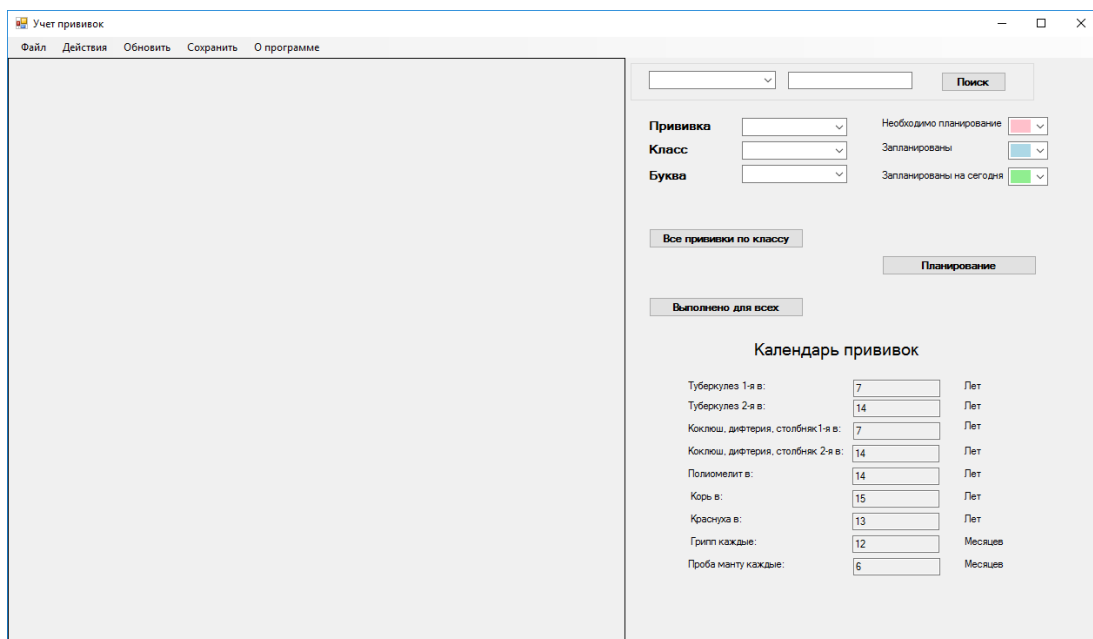 Учет прививок
Файл Действия Обновить Сохранить О программе
Поиск
Прививка Необходимо планирование
Класс Запланированы
Буква Запланированы на сегодня
Все прививки по классу
Планирование
Выполнено для всех
Календарь прививок
Туберкулез 1-я в: 7 Лет
Туберкулез 2-я в: 14 Лет
Коклюш, дифтерия, столбняк1-я в: 7 Лет
Коклюш, дифтерия, столбняк 2-я в: 14 Лет
Полиомелит в: 14 Лет
Корь в: 15 Лет
Краснуха в: 13 Лет
Грипп каждые: 12 Месяцев
Проба манту каждые: 6 Месяцев